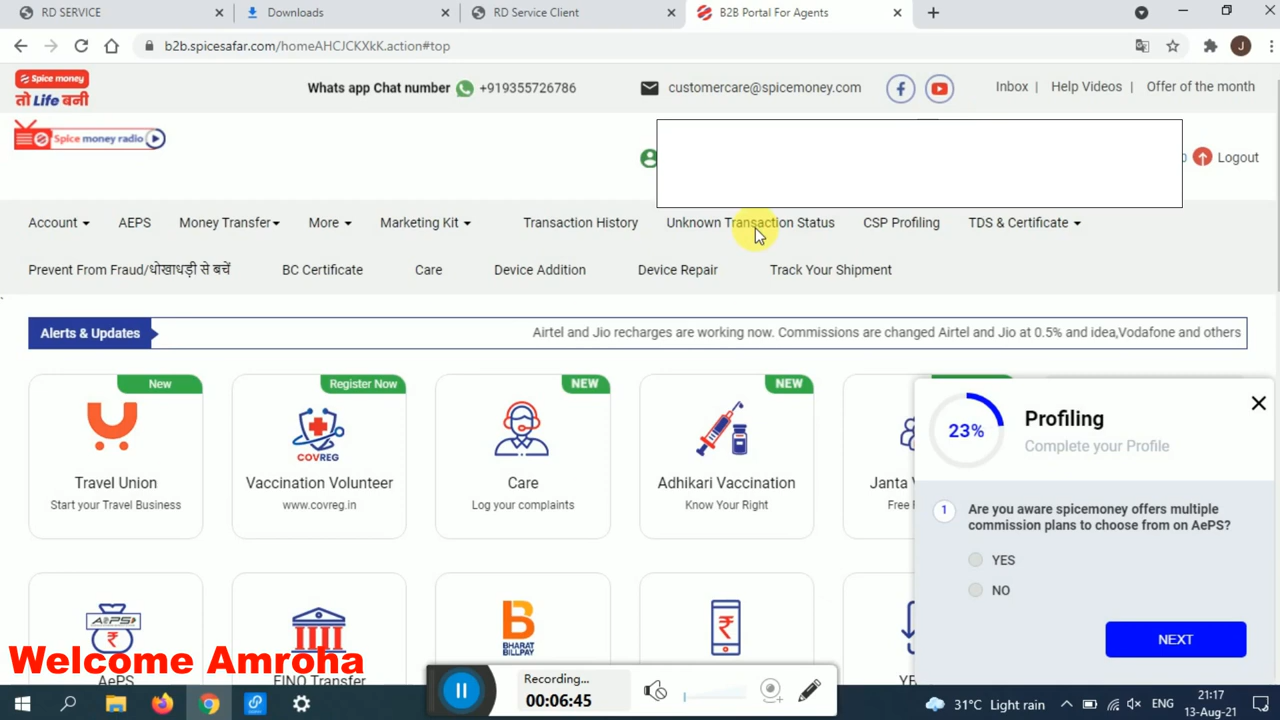 RD SERVICE
Downloads
RD Service Client
B2B Portal For Agents
J
b2b.spicesafar.com/homeAHCJCKXkK.action#top
Spice money
तो Life बनी
Whats app Chat number +919355726786
customercare@spicemoney.com
Inbox | Help Videos | Offer of the month
Spice money radio
Logout
Account AEPS Money Transfer More Marketing Kit Transaction History Unknown Transaction Status CSP Profiling TDS & Certificate
Prevent From Fraud/धोखाधड़ी से बचें BC Certificate Care Device Addition Device Repair Track Your Shipment
Alerts & Updates
Airtel and Jio recharges are working now. Commissions are changed Airtel and Jio at 0.5% and idea,Vodafone and others
New
Travel Union
Start your Travel Business
Register Now
COVREG
Vaccination Volunteer
www.covreg.in
NEW
Care
Log your complaints
NEW
Adhikari Vaccination
Know Your Right
Janta
Free
23%
Profiling
Complete your Profile
1
Are you aware spicemoney offers multiple
commission plans to choose from on AePS?
YES
NO
NEXT
AePS
AePS
FINO Transfer
BHARAT
BILLPAY
Welcome Amroha
Recording...
00:06:45
31°C Light rain
ENG
21:17
13-Aug-21